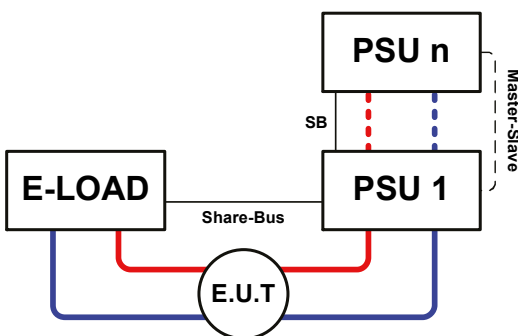 PSU n
SB
Master-Slave
E-LOAD
PSU 1
Share-Bus
E.U.T